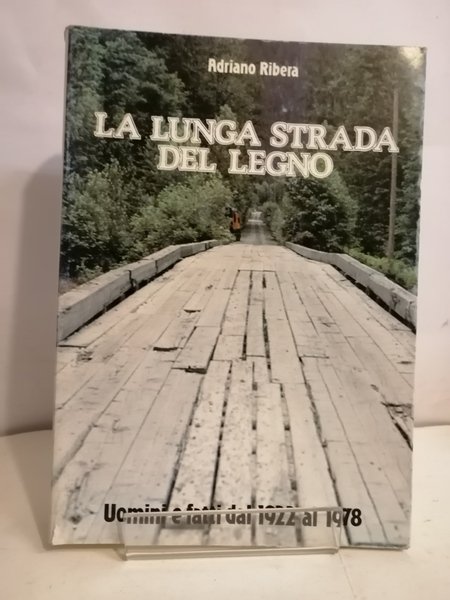 Adriano Ribera
LA LUNGA STRADA
DEL LEGNO
Uomini e fatti dal 1922 al 1978